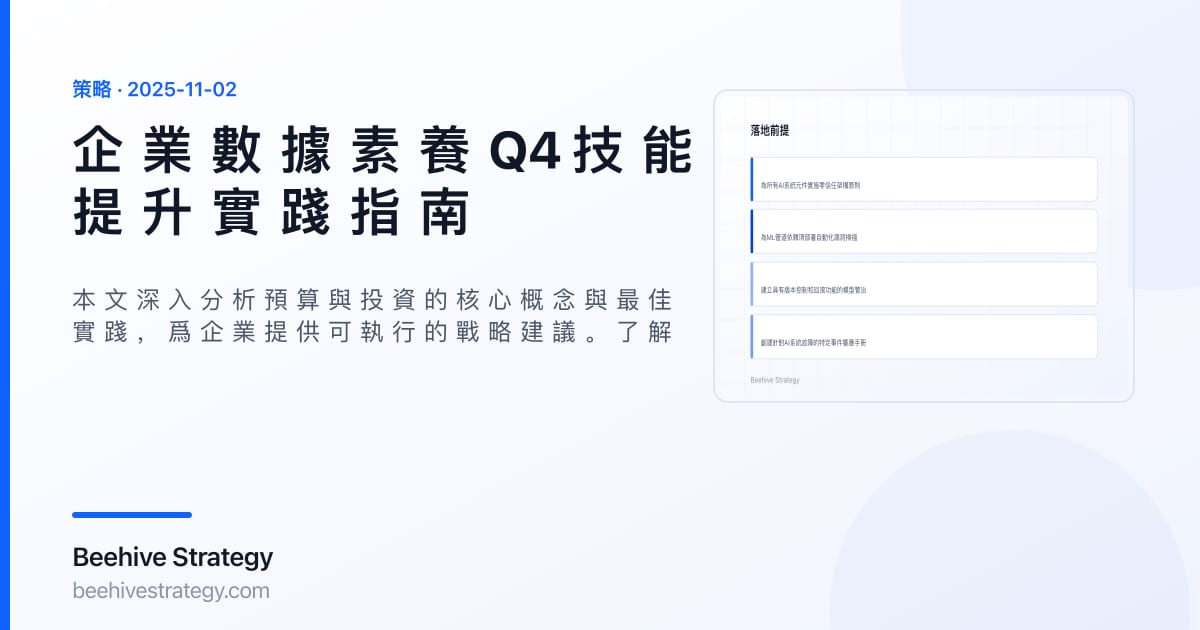 策略 · 2025-11-02
企業數據素養Q4技能
提升實踐指南
本文深入分析預算與投資的核心概念與最佳
實踐，爲企業提供可執行的戰略建議。了解
Beehive Strategy
beehivestrategy.com
落地前提
為所有AI系統元件實施零信任架構原則
為ML管道依賴項部署自動化漏洞掃描
建立具有版本控制和回滾功能的模型管治
創建針對AI系統故障的特定事件響應手冊
Beehive Strategy